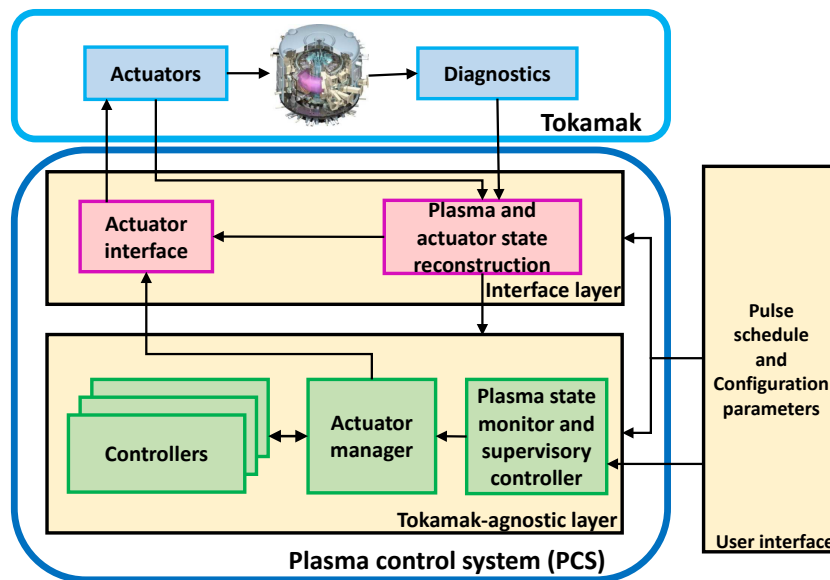 Actuators
Diagnostics
Tokamak
Actuator
interface
Plasma and
actuator state
reconstruction
Interface layer
Pulse
schedule
and
Configuration
parameters
Controllers
Actuator
manager
Plasma state
monitor and
supervisory
controller
Tokamak-agnostic layer
User interface
Plasma control system (PCS)